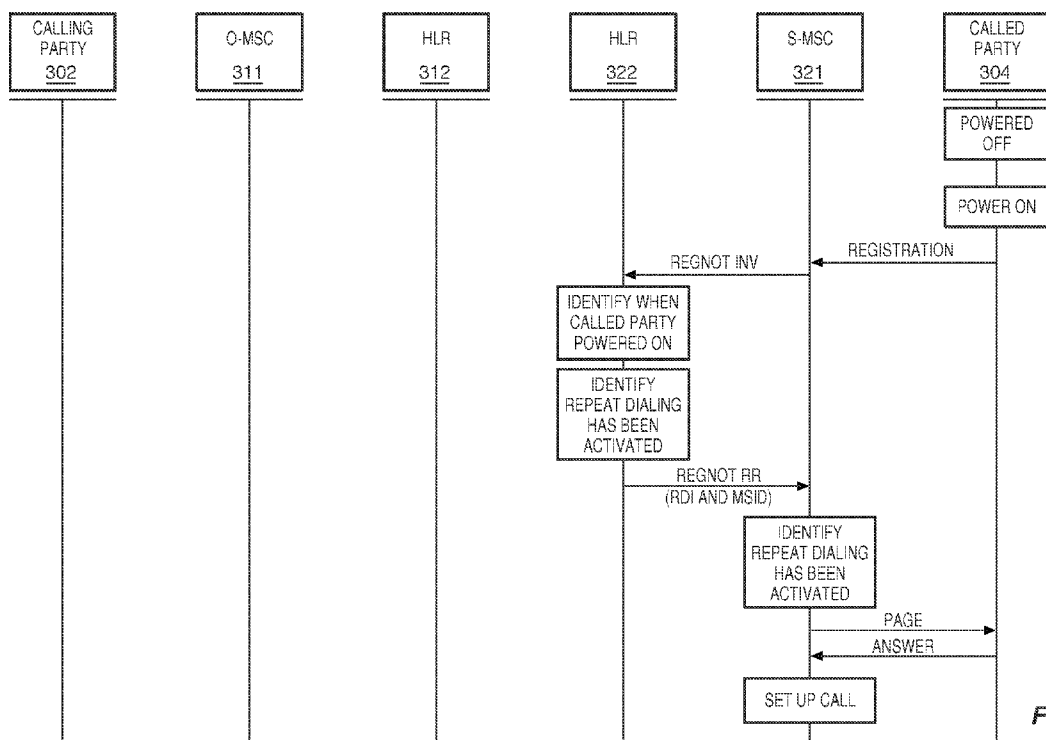 CALLING
PARTY
302
O-MSC
311
HLR
312
HLR
322
S-MSC
321
CALLED
PARTY
304
POWERED
OFF
POWER ON
REGISTRATION
REGNOT INV
IDENTIFY WHEN
CALLED PARTY
POWERED ON
IDENTIFY
REPEAT DIALING
HAS BEEN
ACTIVATED
REGNOT RR
(RDI AND MSID)
IDENTIFY
REPEAT DIALING
HAS BEEN
ACTIVATED
PAGE
ANSWER
SET UP CALL
F